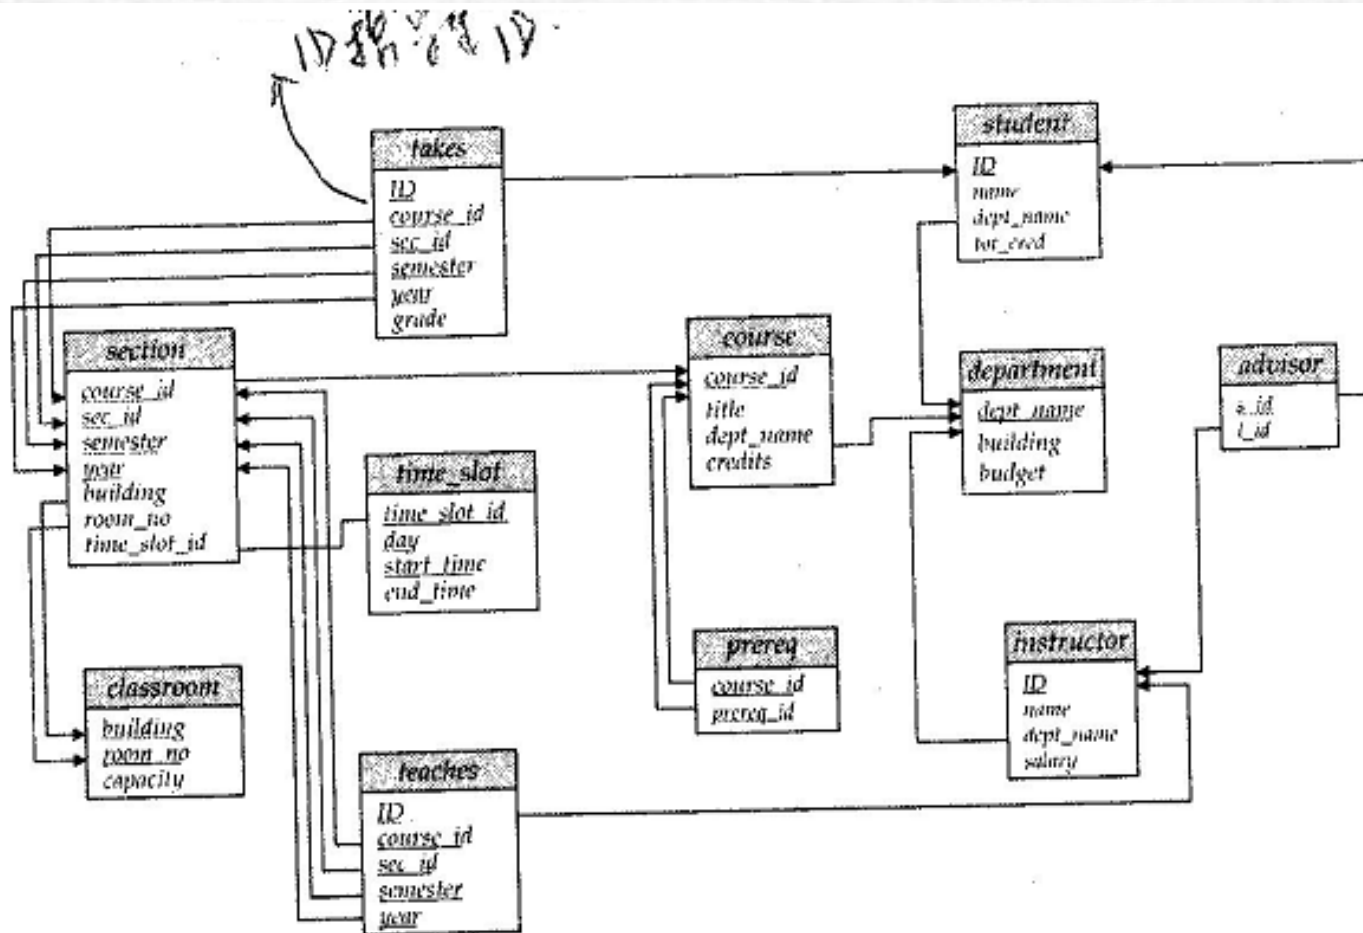 takes
ID
course_id
sec_id
semester
year
grade
student
ID
name
dept_name
tot_cred
section
course_id
sec_id
semester
year
building
room_no
time_slot_id
time_slot
time_slot_id
day
start_time
end_time
course
course_id
title
dept_name
credits
department
dept_name
building
budget
advisor
s_id
i_id
classroom
building
room_no
capacity
prereq
course_id
prereq_id
instructor
ID
name
dept_name
salary
teaches
ID
course_id
sec_id
semester
year